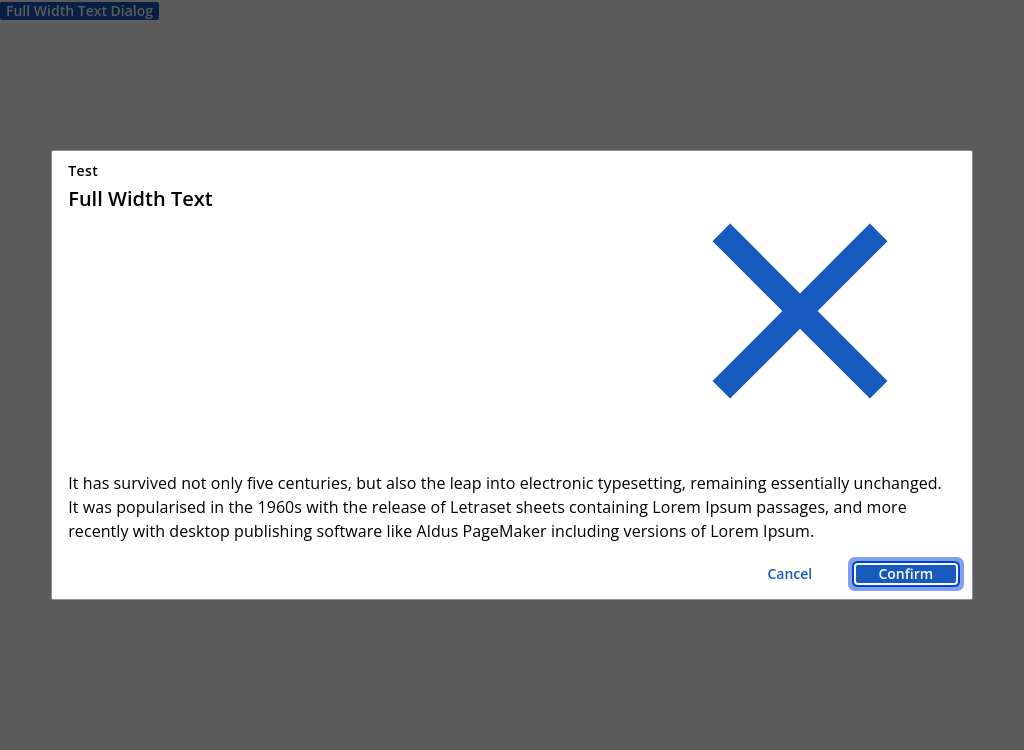 Full Width Text Dialog
Test
Full Width Text
It has survived not only five centuries, but also the leap into electronic typesetting, remaining essentially unchanged.
It was popularised in the 1960s with the release of Letraset sheets containing Lorem Ipsum passages, and more
recently with desktop publishing software like Aldus PageMaker including versions of Lorem Ipsum.
Cancel
Confirm